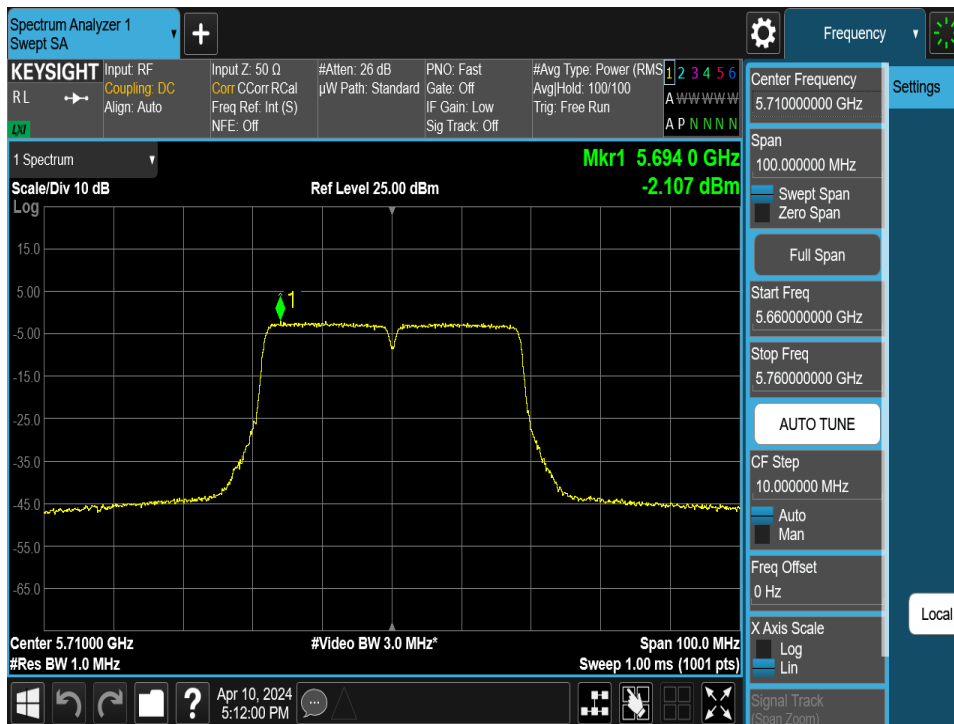 Spectrum Analyzer 1
Swept SA
+
Frequency
KEYSIGHT
RL
LXI
Input: RF
Coupling: DC
Align: Auto
Input Z: 50 Ω
Corr CCorr RCal
Freq Ref: Int (S)
NFE: Off
#Atten: 26 dB
µW Path: Standard
PNO: Fast
Gate: Off
IF Gain: Low
Sig Track: Off
#Avg Type: Power (RMS
Avg|Hold: 100/100
Trig: Free Run
1 2 3 4 5 6
A W W W W W
A P N N N N
1 Spectrum
Mkr1 5.694 0 GHz
Scale/Div 10 dB
Ref Level 25.00 dBm
-2.107 dBm
Log
15.0
5.00
-5.00
-15.0
-25.0
-35.0
-45.0
-55.0
-65.0
1
Center 5.71000 GHz
#Video BW 3.0 MHz*
Span 100.0 MHz
#Res BW 1.0 MHz
Sweep 1.00 ms (1001 pts)
Center Frequency
5.710000000 GHz
Span
100.000000 MHz
Swept Span
Zero Span
Full Span
Start Freq
5.660000000 GHz
Stop Freq
5.760000000 GHz
AUTO TUNE
CF Step
10.000000 MHz
Auto
Man
Freq Offset
0 Hz
X Axis Scale
Log
Lin
Signal Track
(Span Zoom)
Settings
Local
?
Apr 10, 2024
5:12:00 PM